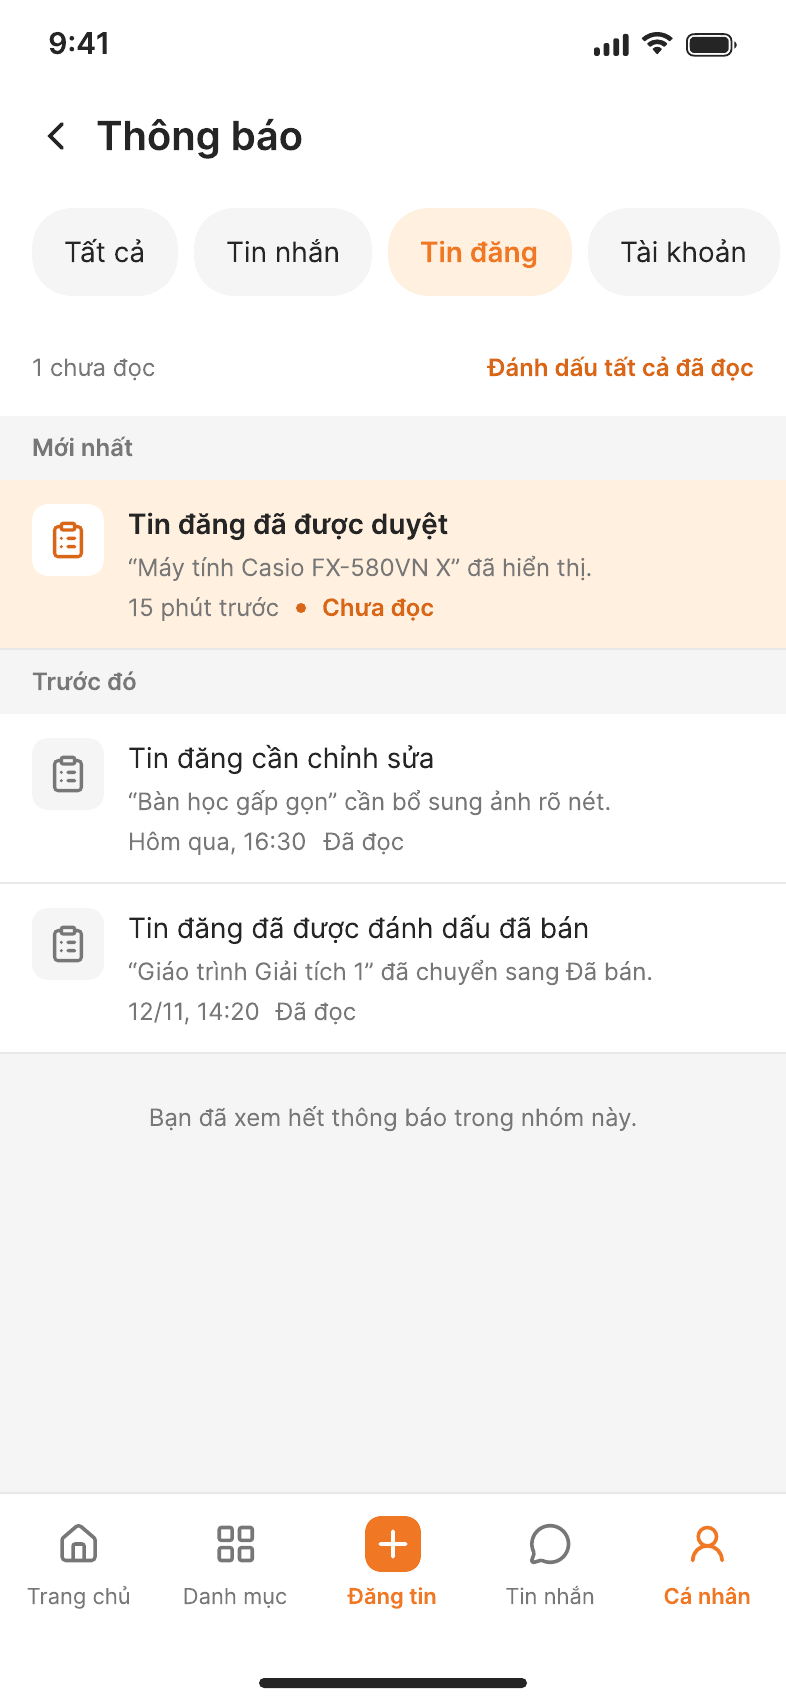 9:41
Thông báo
Tất cả
Tin nhắn
Tin đăng
Tài khoản
1 chưa đọc
Đánh dấu tất cả đã đọc
Mới nhất
Tin đăng đã được duyệt
“Máy tính Casio FX-580VN X” đã hiển thị.
15 phút trước • Chưa đọc
Trước đó
Tin đăng cần chỉnh sửa
“Bàn học gấp gọn” cần bổ sung ảnh rõ nét.
Hôm qua, 16:30 Đã đọc
Tin đăng đã được đánh dấu đã bán
“Giáo trình Giải tích 1” đã chuyển sang Đã bán.
12/11, 14:20 Đã đọc
Bạn đã xem hết thông báo trong nhóm này.
Trang chủ
Danh mục
Đăng tin
Tin nhắn
Cá nhân